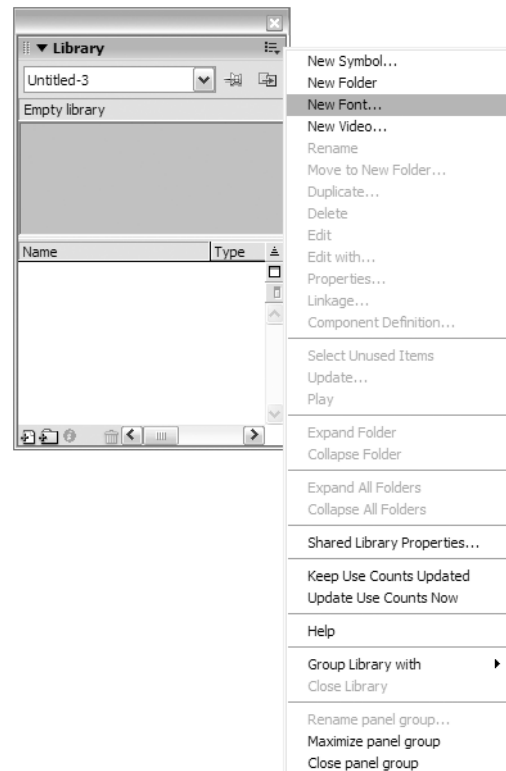 Library
Untitled-3
Empty library
Name Type
New Symbol...
New Folder
New Font...
New Video...
Rename
Move to New Folder...
Duplicate...
Delete
Edit
Edit with...
Properties...
Linkage...
Component Definition...
Select Unused Items
Update...
Play
Expand Folder
Collapse Folder
Expand All Folders
Collapse All Folders
Shared Library Properties...
Keep Use Counts Updated
Update Use Counts Now
Help
Group Library with
Close Library
Rename panel group...
Maximize panel group
Close panel group